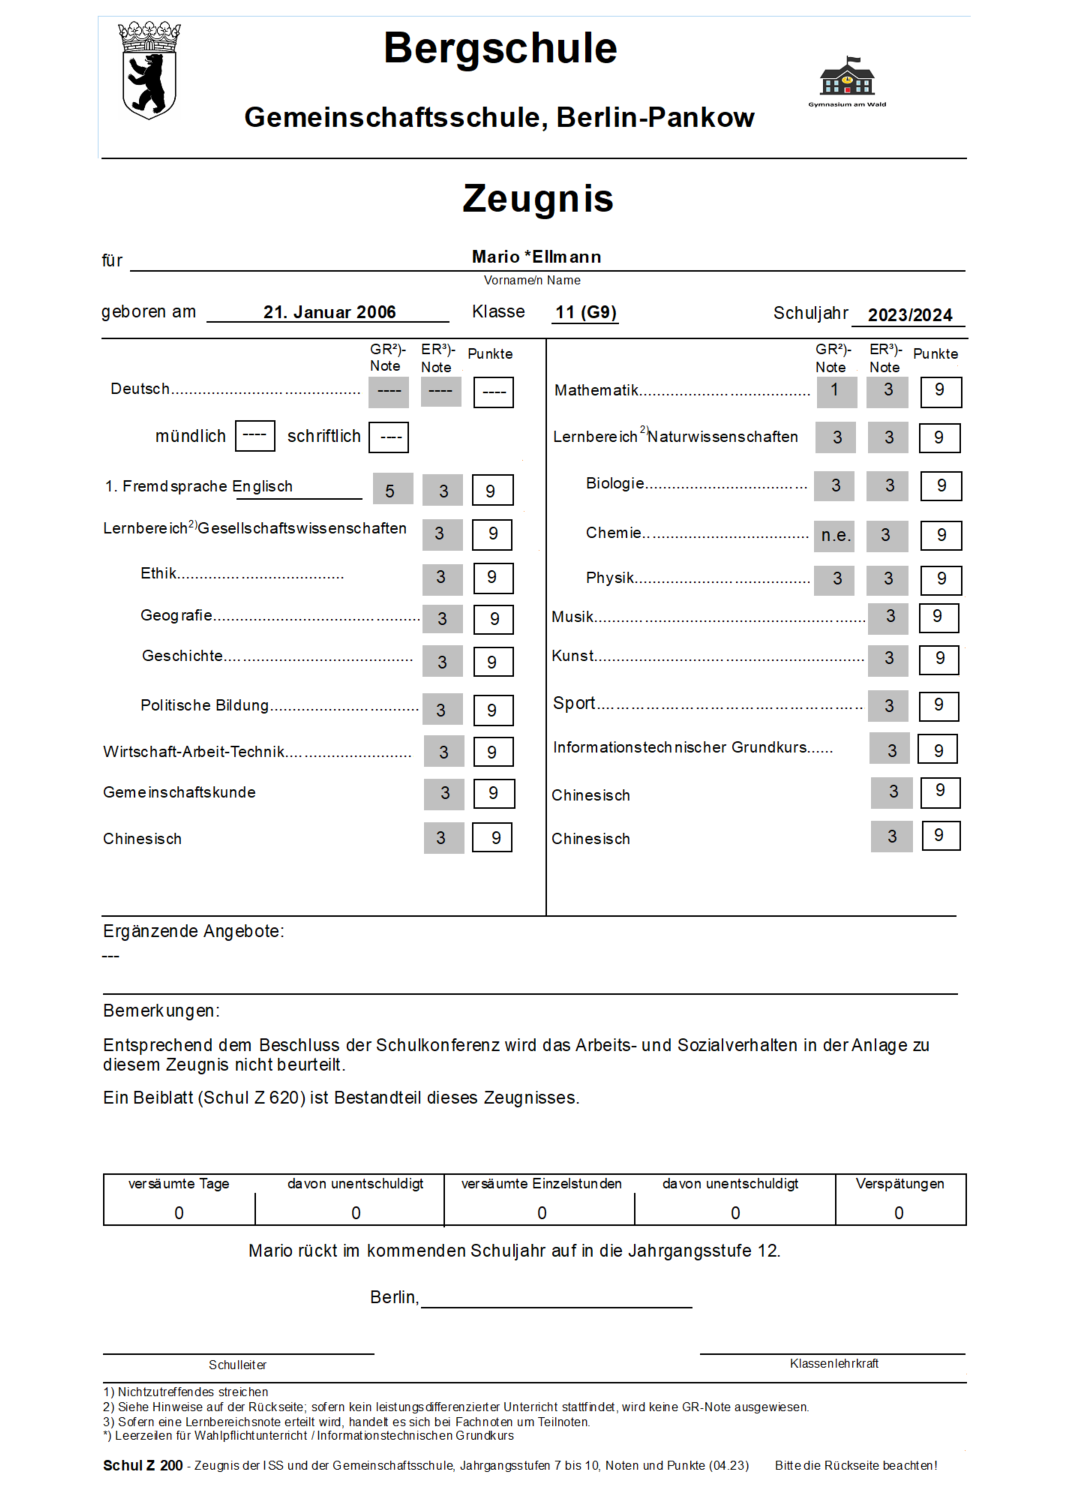 Bergschule
Gymnasium am Wald
Gemeinschaftsschule, Berlin-Pankow
Zeugnis
für Mario *Ellmann
Vorname/n Name
geboren am 21. Januar 2006 Klasse 11 (G9) Schuljahr 2023/2024
GR²)-Note ER³)-Note Punkte
Deutsch.......................................... ---- ---- ----
mündlich ---- schriftlich ----
1. Fremdsprache Englisch 5 3 9
Lernbereich2)Gesellschaftswissenschaften 3 9
Ethik..................................... 3 9
Geografie.............................................. 3 9
Geschichte.......................................... 3 9
Politische Bildung................................. 3 9
Wirtschaft-Arbeit-Technik............................ 3 9
Gemeinschaftskunde 3 9
Chinesisch 3 9
GR²)-Note ER³)-Note Punkte
Mathematik...................................... 1 3 9
Lernbereich 2)Naturwissenschaften 3 3 9
Biologie.................................... 3 3 9
Chemie..................................... n.e. 3 9
Physik....................................... 3 3 9
Musik............................................................ 3 9
Kunst............................................................ 3 9
Sport............................................................ 3 9
Informationstechnischer Grundkurs...... 3 9
Chinesisch 3 9
Chinesisch 3 9
Ergänzende Angebote:
---
Bemerkungen:
Entsprechend dem Beschluss der Schulkonferenz wird das Arbeits- und Sozialverhalten in der Anlage zu
diesem Zeugnis nicht beurteilt.
Ein Beiblatt (Schul Z 620) ist Bestandteil dieses Zeugnisses.
versäumte Tage davon unentschuldigt versäumte Einzelstunden davon unentschuldigt Verspätungen
0 0 0 0 0
Mario rückt im kommenden Schuljahr auf in die Jahrgangsstufe 12.
Berlin,
Schulleiter Klassenlehrkraft
1) Nichtzutreffendes streichen
2) Siehe Hinweise auf der Rückseite; sofern kein leistungsdifferenzierter Unterricht stattfindet, wird keine GR-Note ausgewiesen.
3) Sofern eine Lernbereichsnote erteilt wird, handelt es sich bei Fachnoten um Teilnoten.
*) Leerzeilen für Wahlpflichtunterricht / Informationstechnischen Grundkurs
Schul Z 200 - Zeugnis der ISS und der Gemeinschaftsschule, Jahrgangsstufen 7 bis 10, Noten und Punkte (04.23) Bitte die Rückseite beachten!